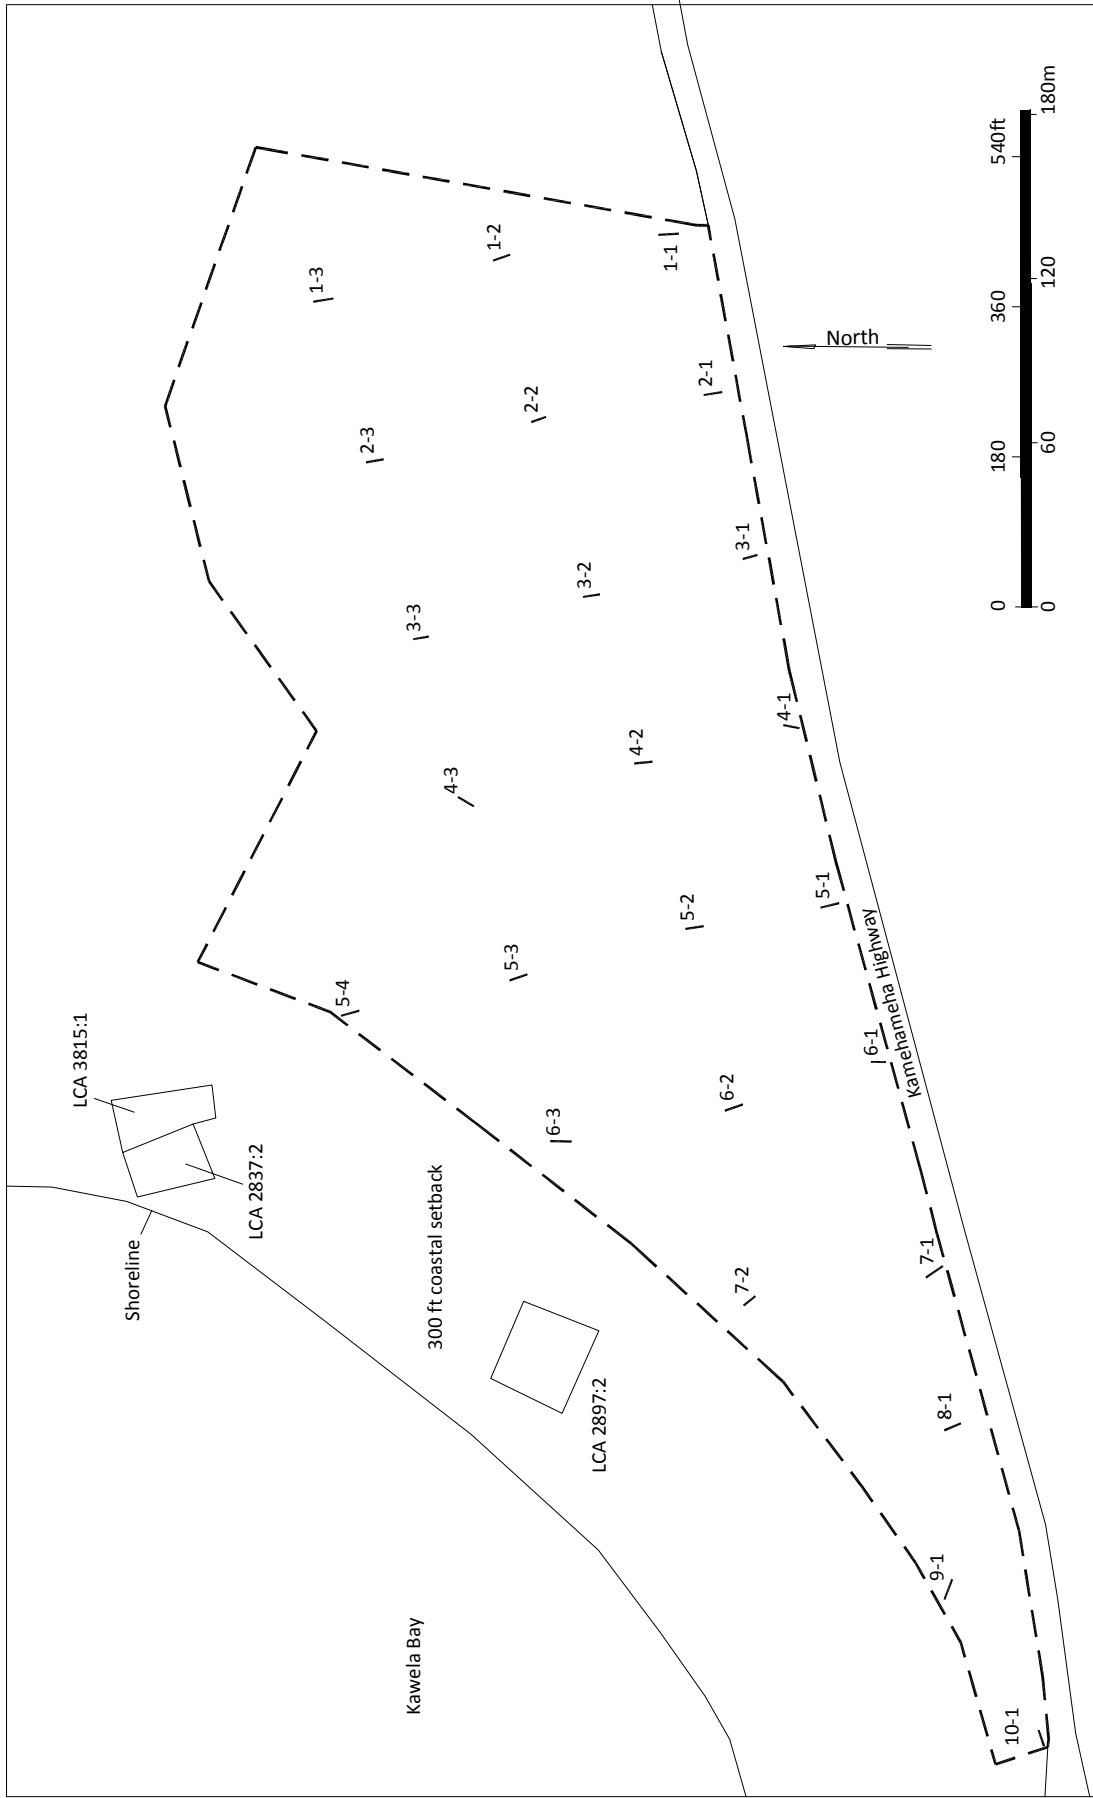 LCA 3815:1
LCA 2837:2
Shoreline
300 ft coastal setback
LCA 2897:2
Kawela Bay
1-3
1-2
1-1
2-3
2-2
2-1
3-3
3-2
3-1
4-3
4-2
4-1
5-4
5-3
5-2
5-1
6-3
6-2
6-1
7-2
7-1
8-1
9-1
10-1
Kamehameha Highway
North
0 180 360 540ft
0 60 120 180m